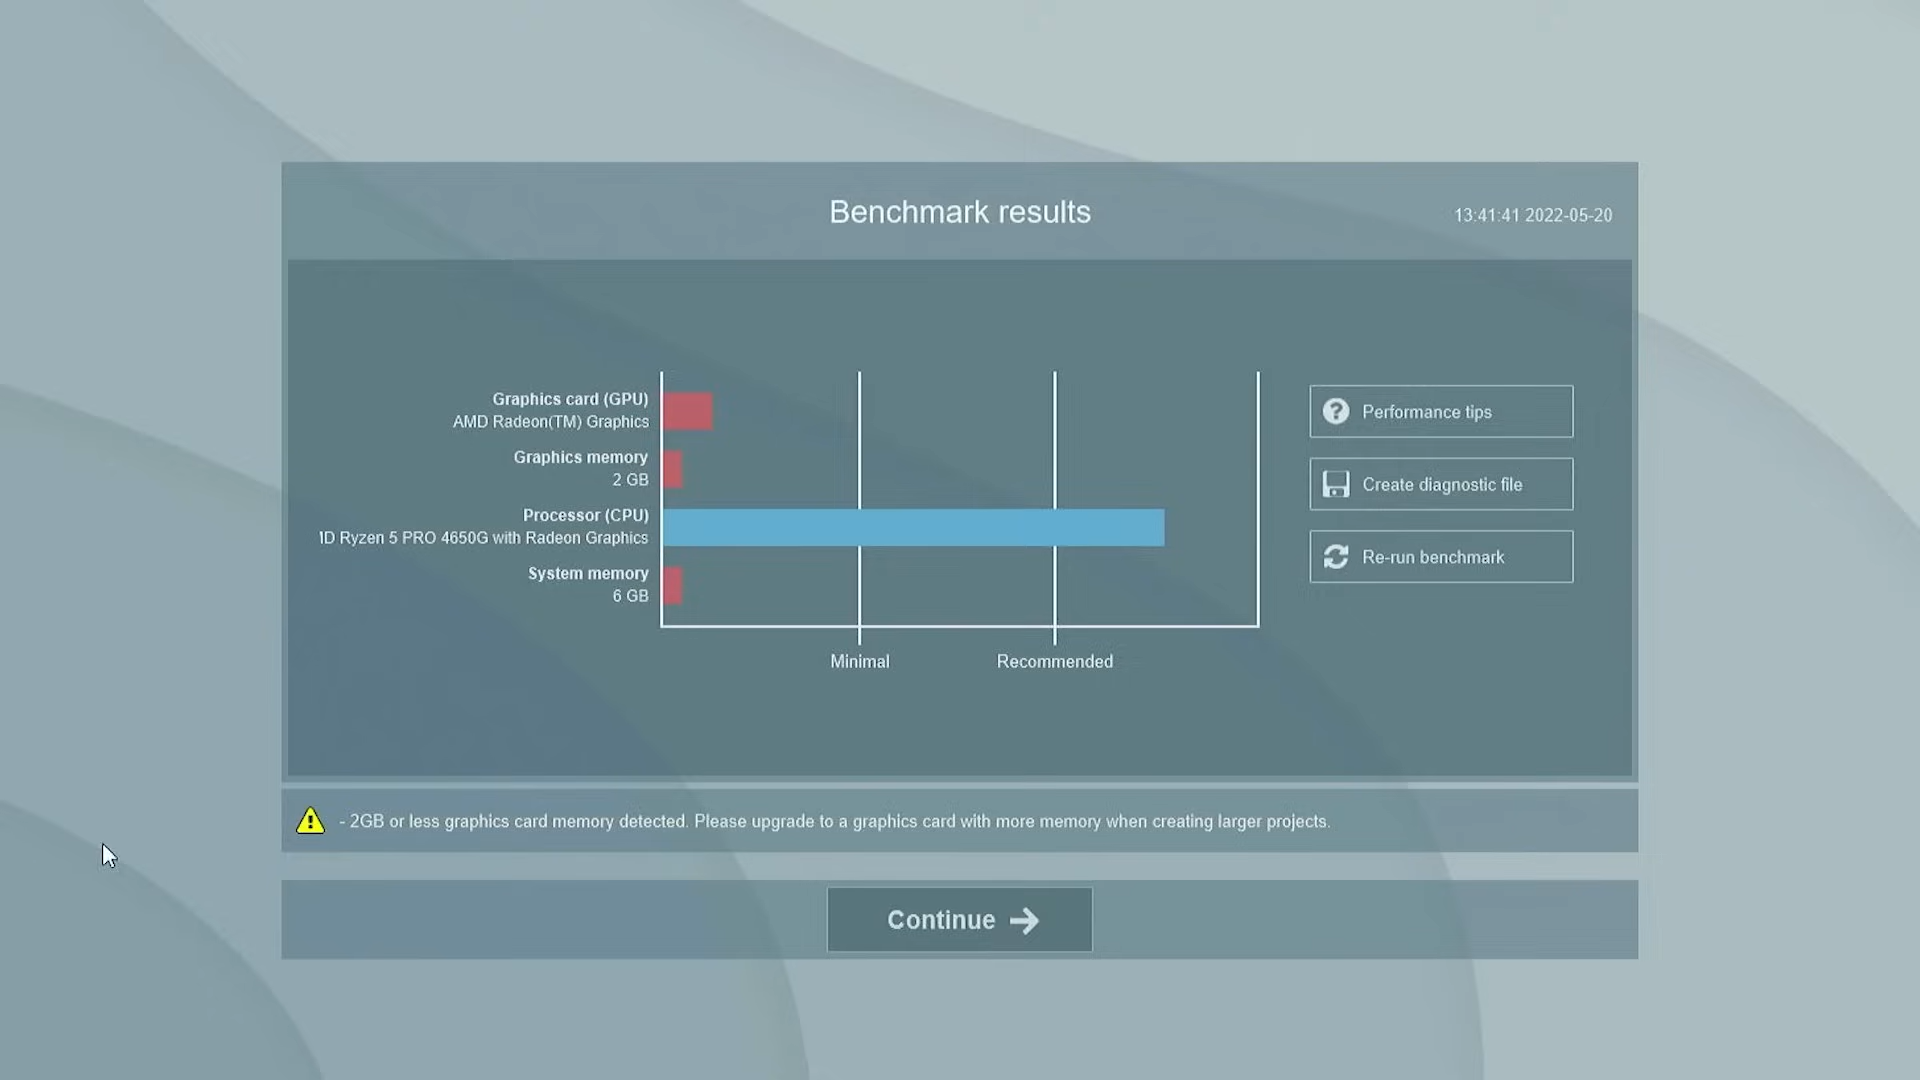 Benchmark results
13:41:41 2022-05-20
Graphics card (GPU)
AMD Radeon(TM) Graphics
Graphics memory
2 GB
Processor (CPU)
Ryzen 5 PRO 4650G with Radeon Graphics
System memory
6 GB
Minimal
Recommended
Performance tips
Create diagnostic file
Re-run benchmark
- 2GB or less graphics card memory detected. Please upgrade to a graphics card with more memory when creating larger projects.
Continue